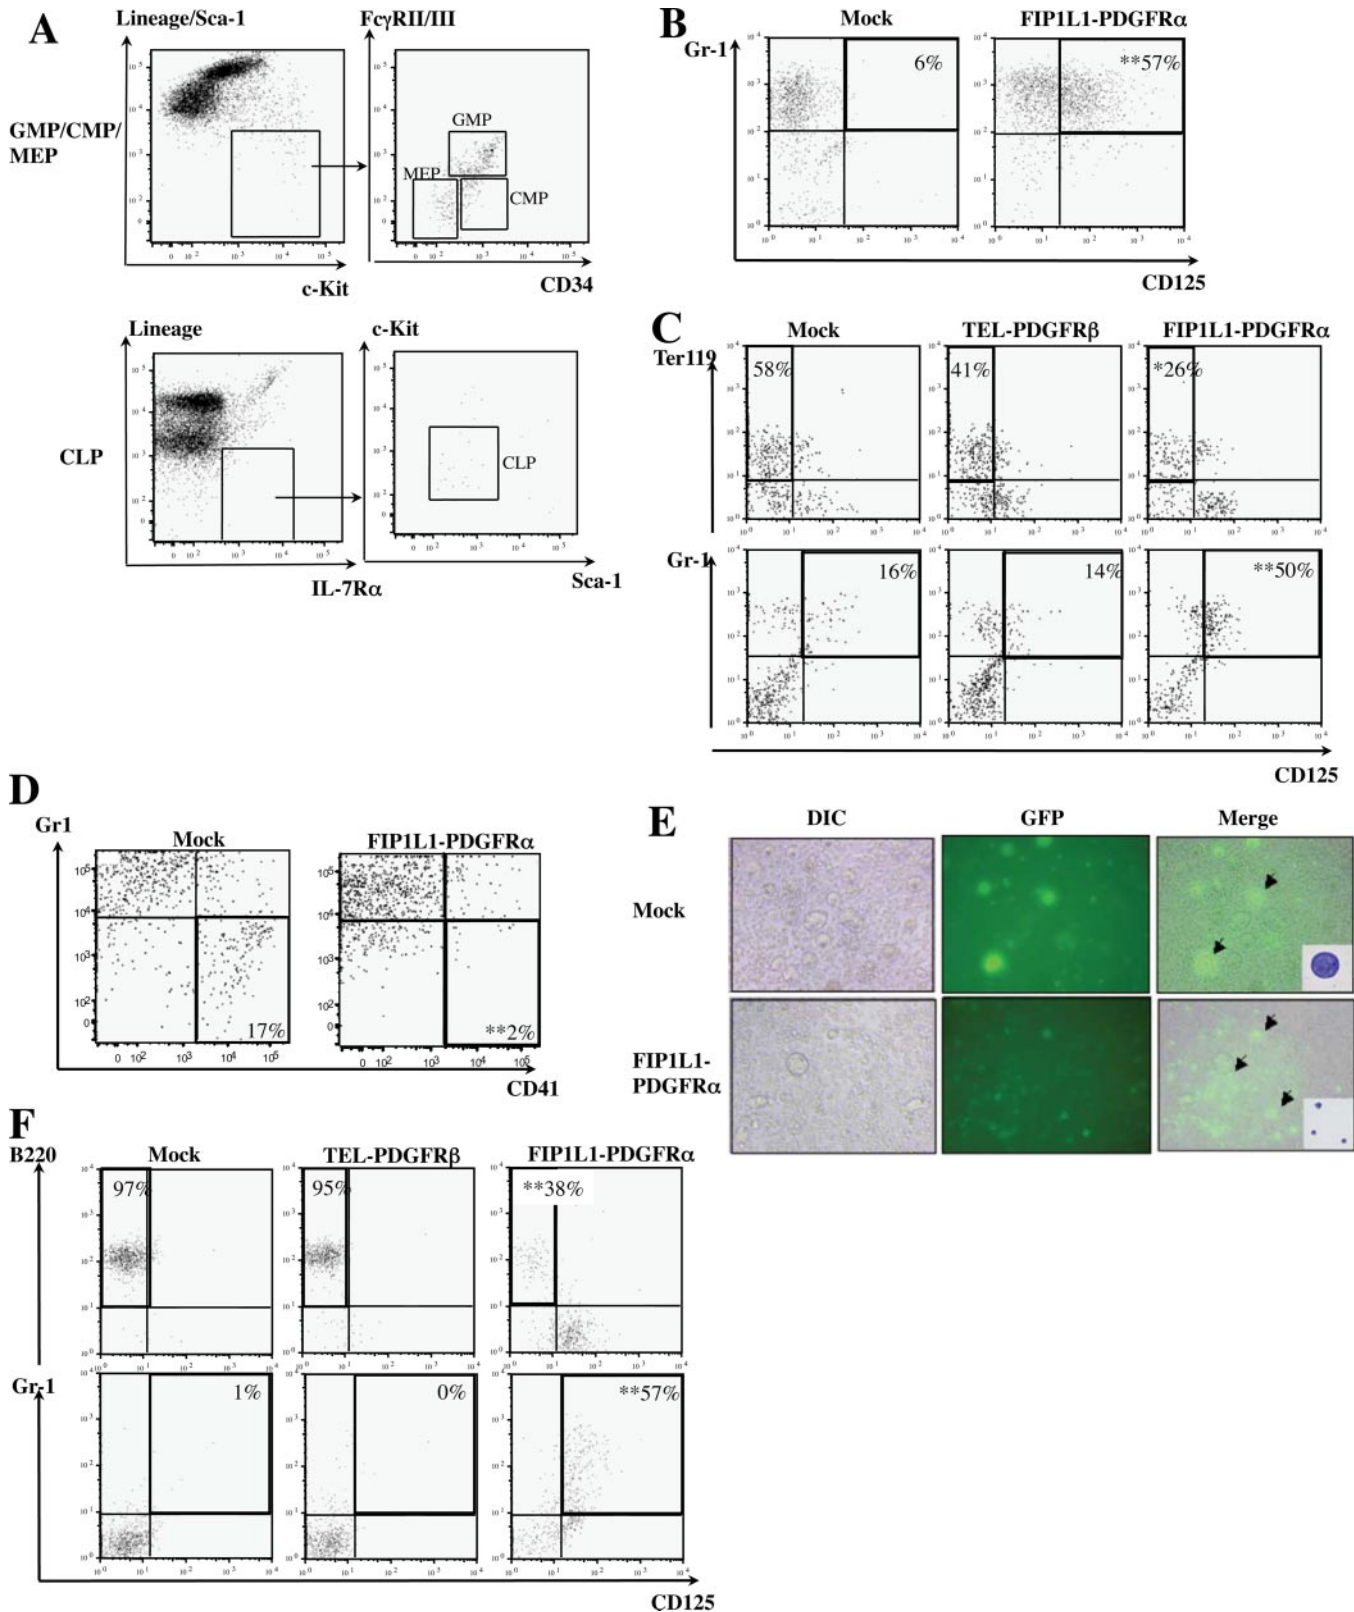 A
Lineage/Sca-1
FcγRII/III
GMP/CMP/
MEP
GMP
MEP
CMP
c-Kit
CD34
Lineage
c-Kit
CLP
CLP
IL-7Rα
Sca-1
B
Mock
FIP1L1-PDGFRα
Gr-1
6%
**57%
CD125
C
Mock
TEL-PDGFRβ
FIP1L1-PDGFRα
Ter119
58%
41%
*26%
Gr-1
16%
14%
**50%
CD125
D
Gr1
Mock
FIP1L1-PDGFRα
17%
**2%
CD41
E
DIC
GFP
Merge
Mock
FIP1L1-
PDGFRα
F
B220
Mock
TEL-PDGFRβ
FIP1L1-PDGFRα
97%
95%
**38%
Gr-1
1%
0%
**57%
CD125